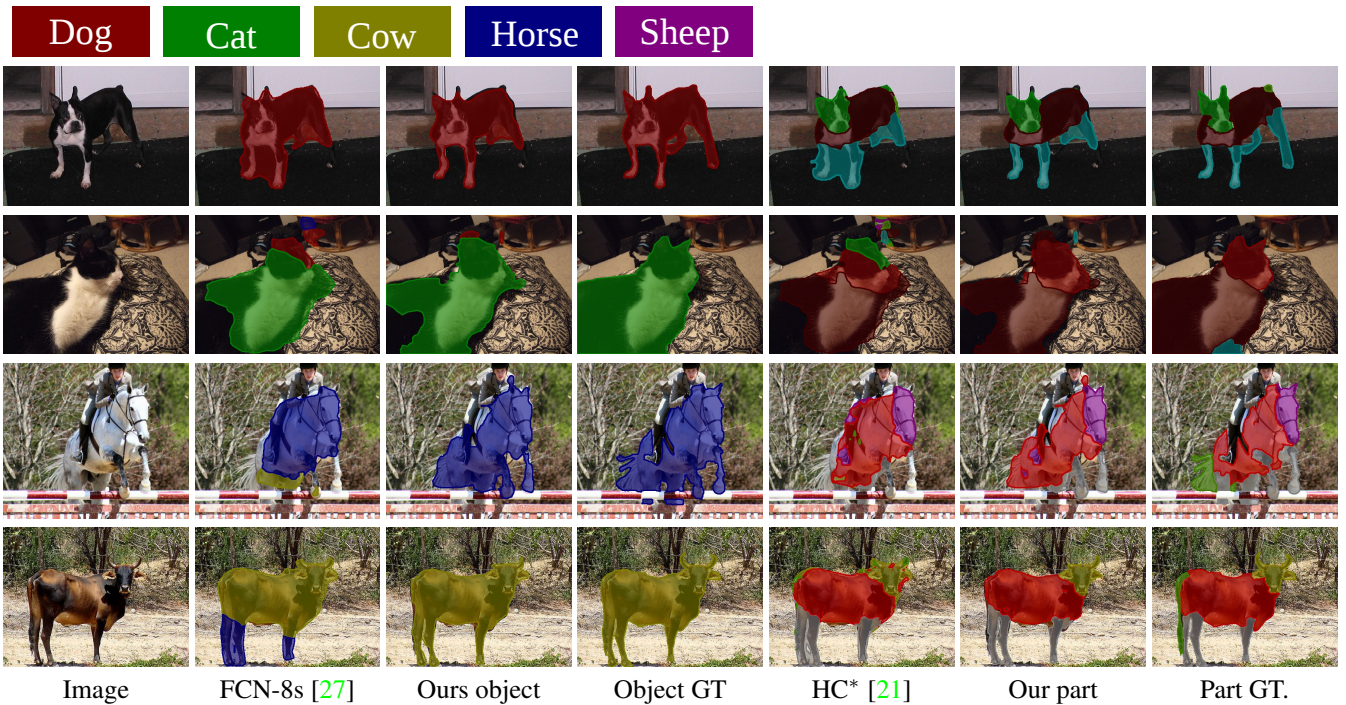 Dog Cat Cow Horse Sheep
Image FCN-8s [27] Ours object Object GT HC* [21] Our part Part GT.